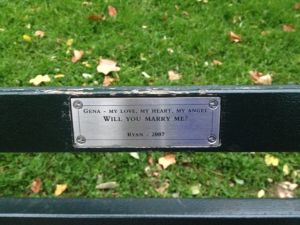 Gena - my love, my heart, my angel
Will you marry me?
Ryan - 2007